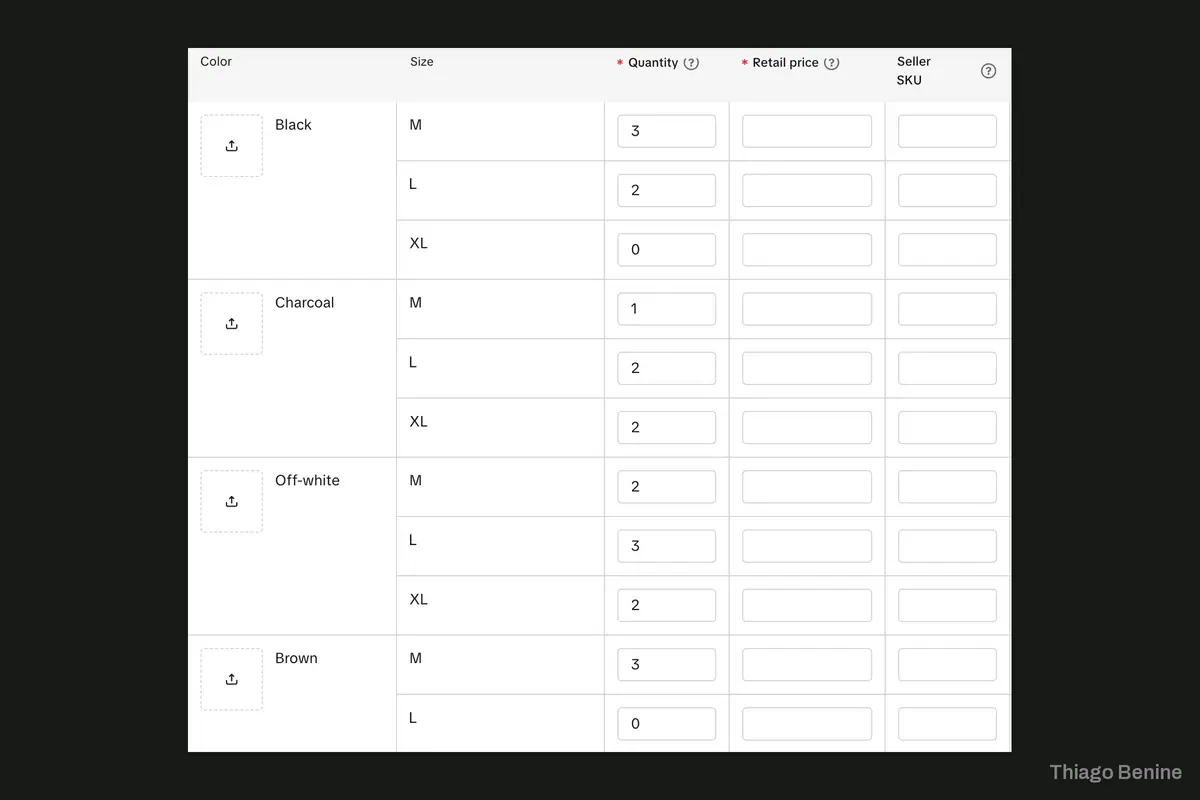 Color Size * Quantity ? * Retail price ? Seller
SKU ?
Black M 3
L 2
XL 0
Charcoal M 1
L 2
XL 2
Off-white M 2
L 3
XL 2
Brown M 3
L 0
Thiago Benine